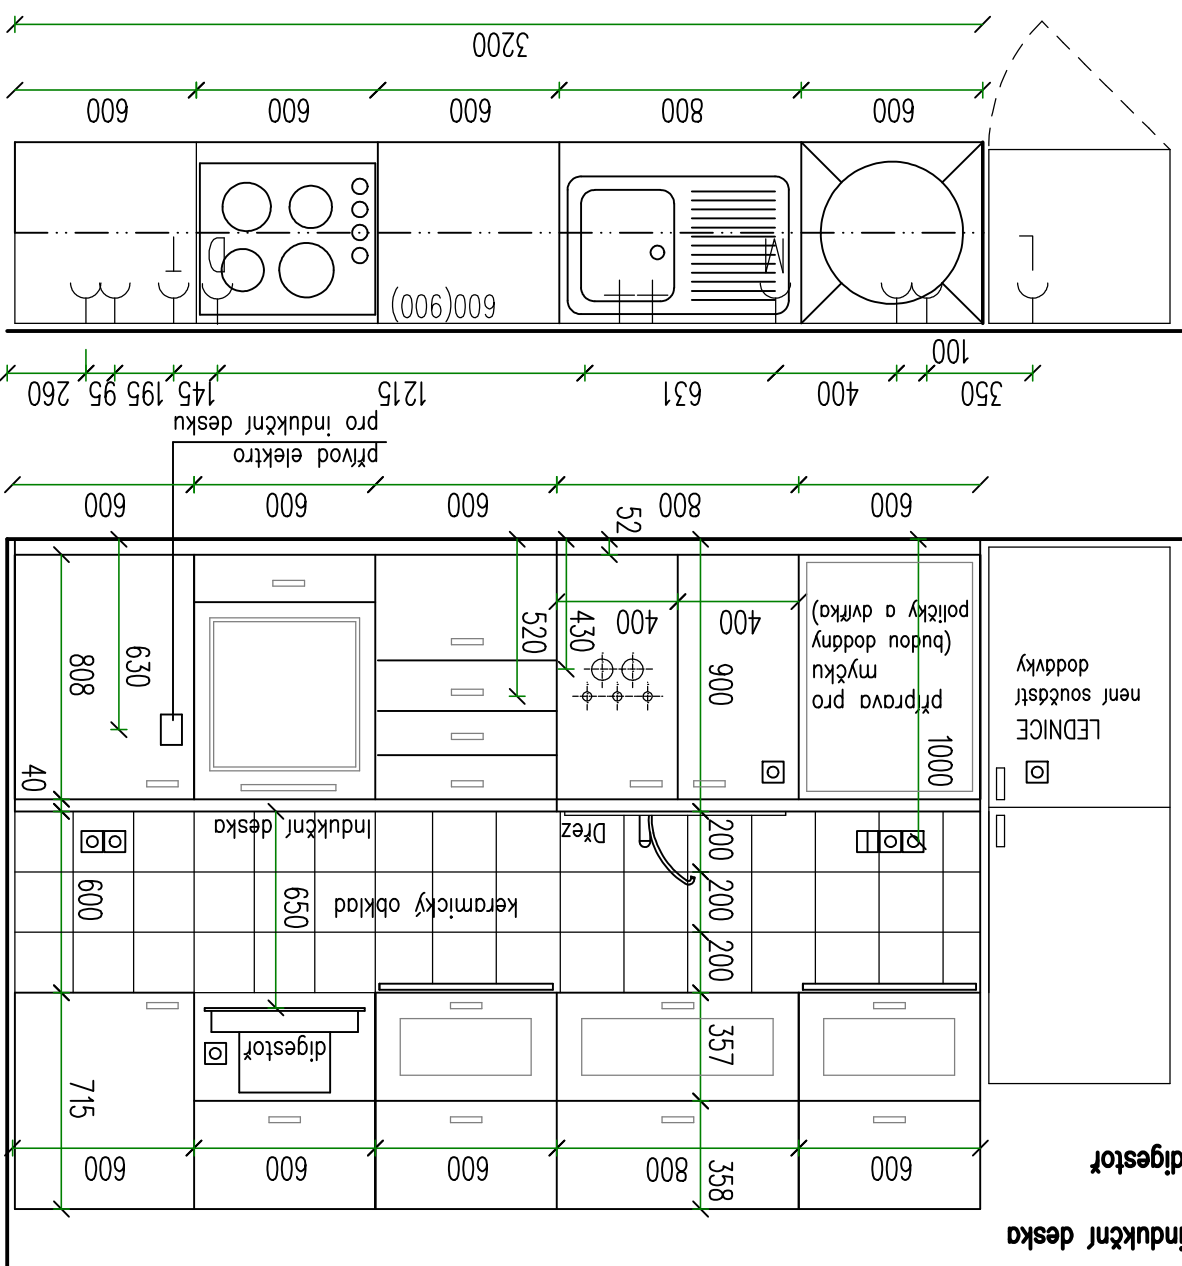 indukční deska
digestoř
600
358
800
600
600
600
715
357
digestoř
200
200
200
keramický obklad
650
600
Dřez
Indukční deska
40
LEDNICE
není součástí
dodávky
1000
příprava pro
myčku
(budou dodány
poličky a dvířka)
900
400
400
430
520
630
808
52
600
800
600
600
600
přívod elektro
pro indukční desku
350
100
400
631
1215
145
195
95
260
600(900)
600
800
600
600
600
3200